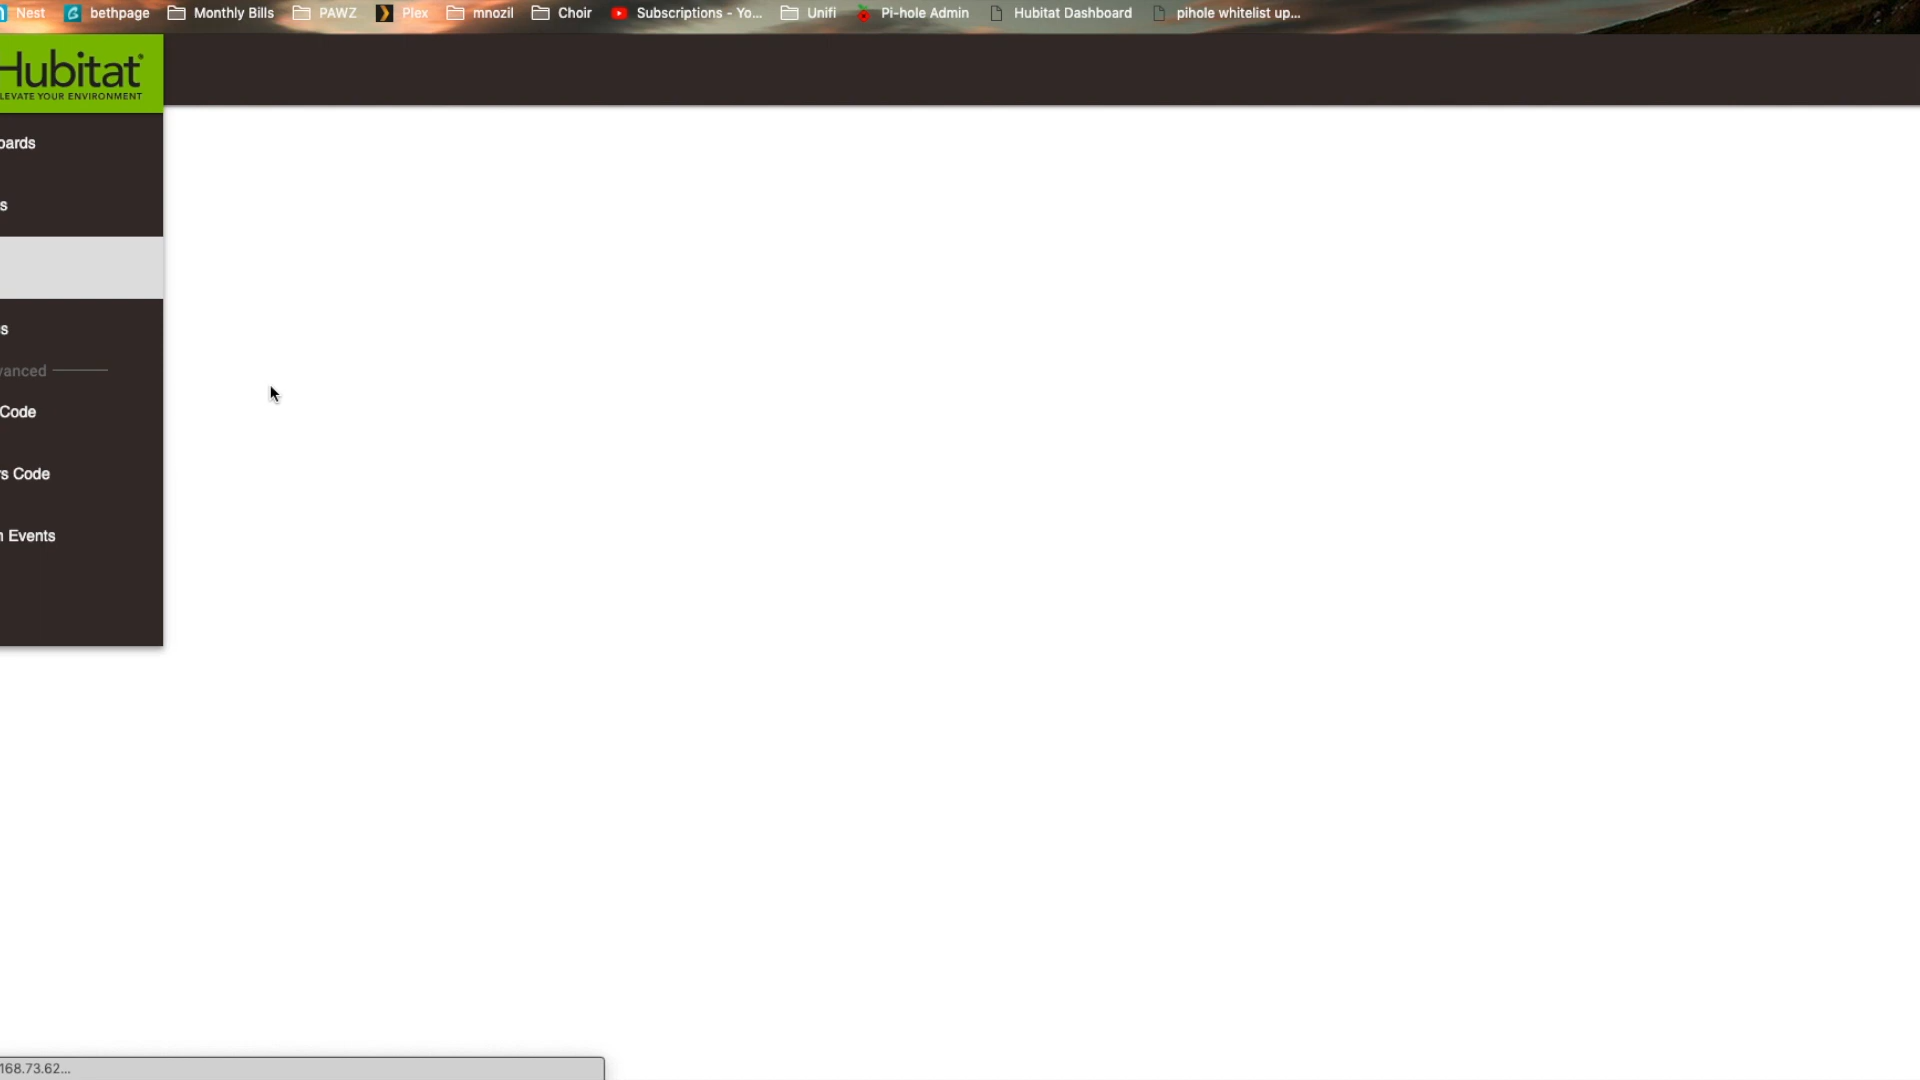 Nest bethpage Monthly Bills PAWZ Plex mnozil Choir Subscriptions - Yo... Unifi Pi-hole Admin Hubitat Dashboard pihole whitelist up...
Hubitat®
LEVATE YOUR ENVIRONMENT
oards
s
s
vanced
Code
rs Code
n Events
168.73.62...